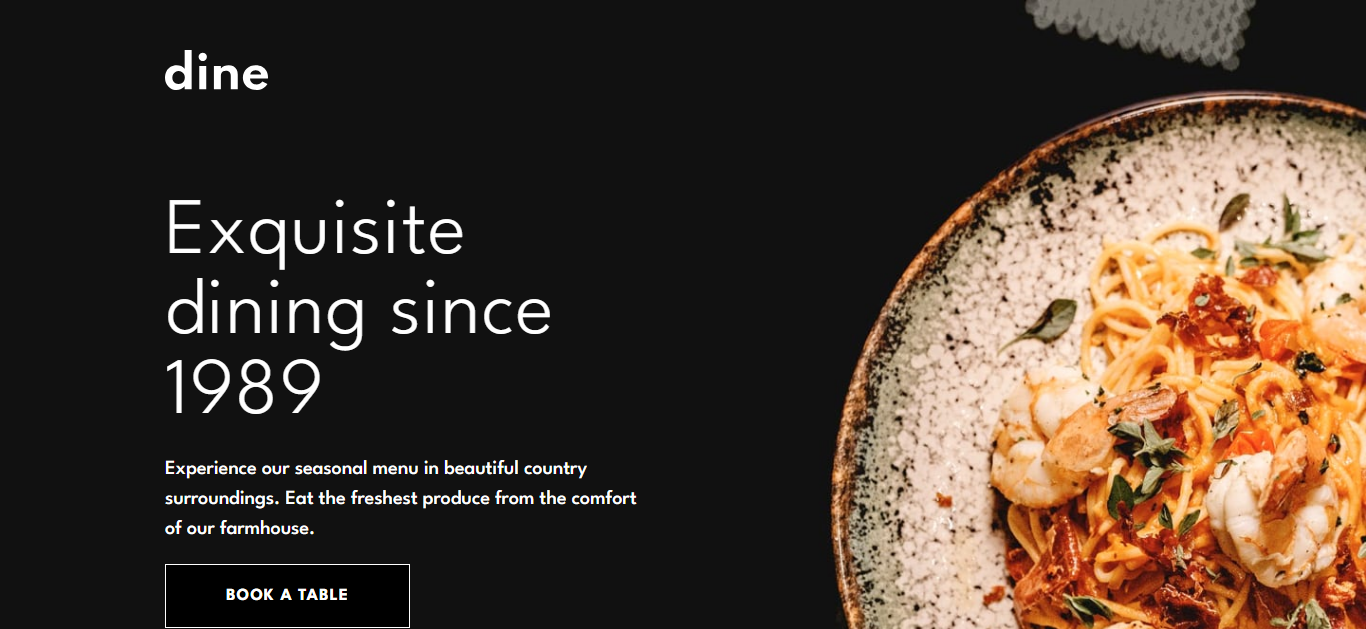 dine
Exquisite
dining since
1989
Experience our seasonal menu in beautiful country
surroundings. Eat the freshest produce from the comfort
of our farmhouse.
BOOK A TABLE